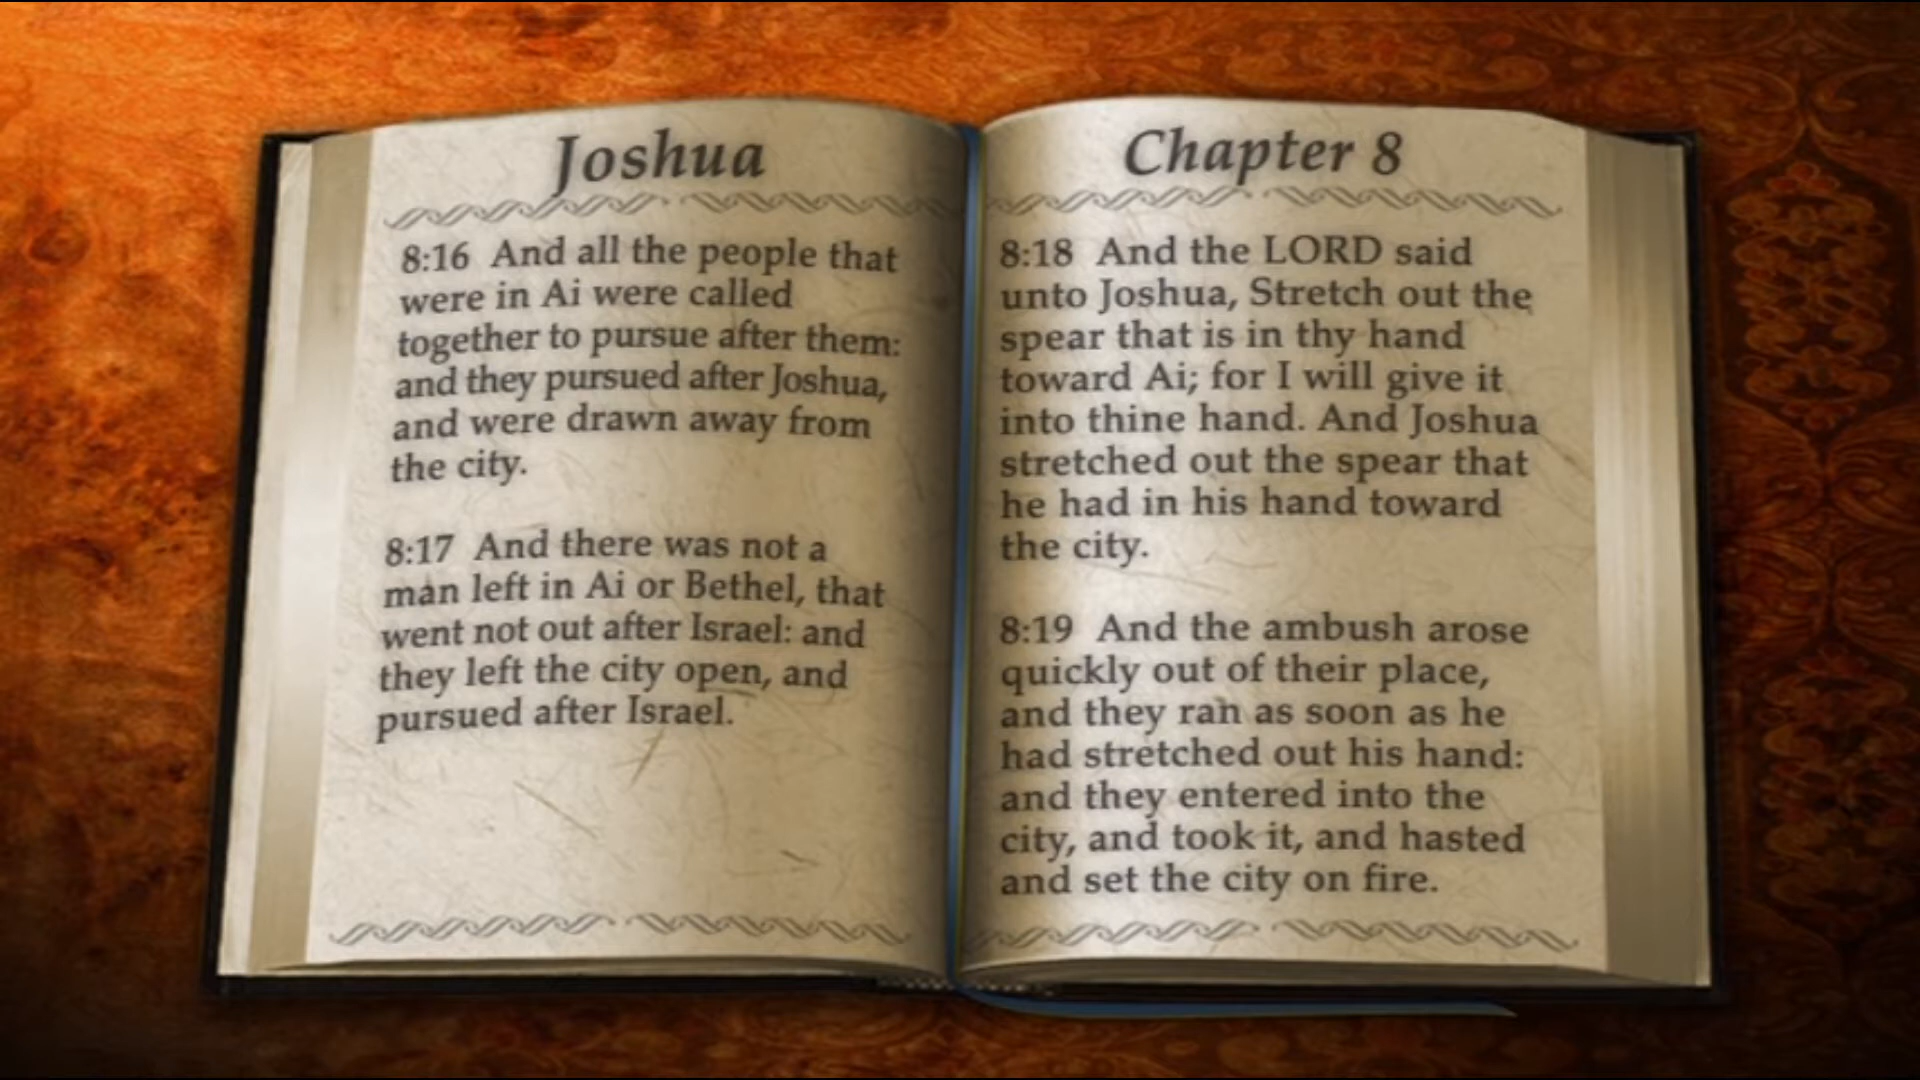 Joshua
8:16 And all the people that
were in Ai were called
together to pursue after them:
and they pursued after Joshua,
and were drawn away from
the city.
8:17 And there was not a
man left in Ai or Bethel, that
went not out after Israel: and
they left the city open, and
pursued after Israel.
Chapter 8
8:18 And the LORD said
unto Joshua, Stretch out the
spear that is in thy hand
toward Ai; for I will give it
into thine hand. And Joshua
stretched out the spear that
he had in his hand toward
the city.
8:19 And the ambush arose
quickly out of their place,
and they ran as soon as he
had stretched out his hand:
and they entered into the
city, and took it, and hasted
and set the city on fire.